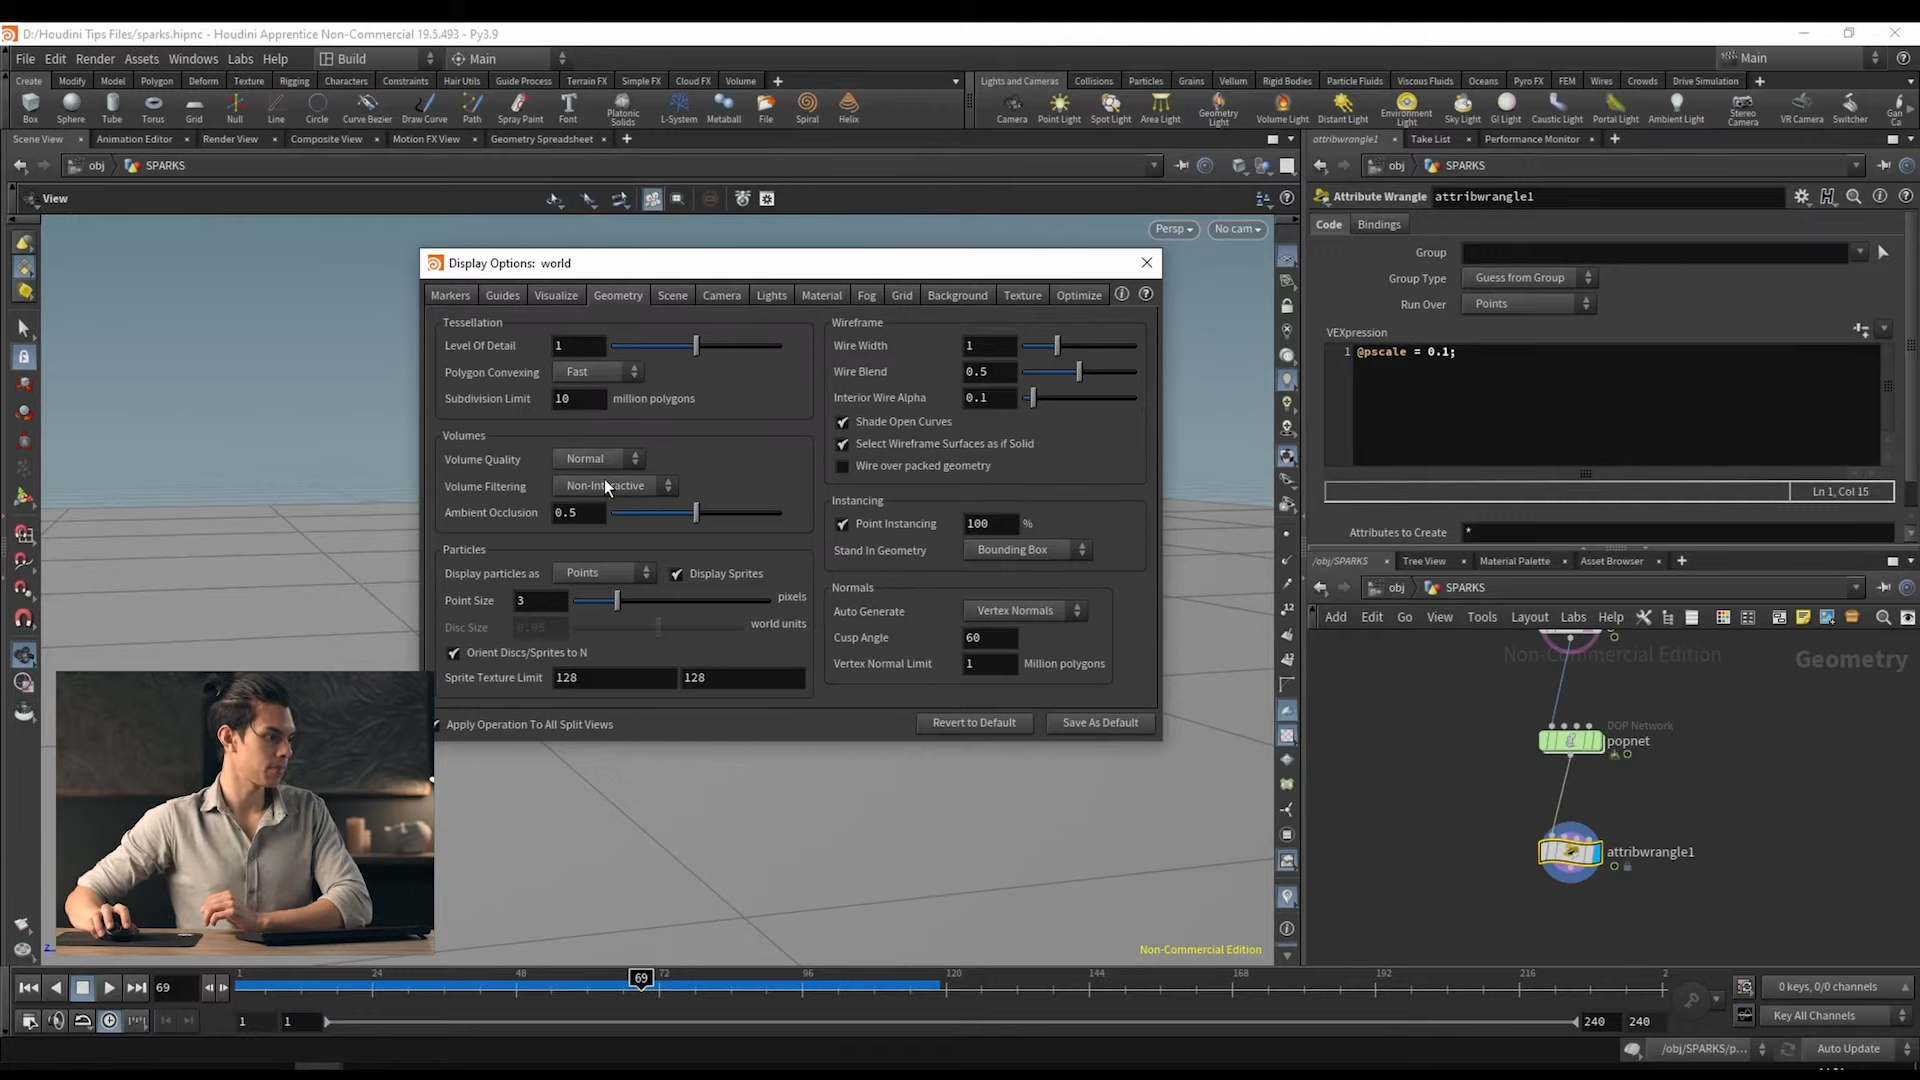 D:/Houdini Tips Files/sparks.hipnc - Houdini Apprentice Non-Commercial 19.5.493 - Py3.9
File Edit Render Assets Windows Labs Help Build Main Main
Create Modify Model Polygon Deform Texture Rigging Characters Constraints Hair Utils Guide Process Terrain FX Simple FX Cloud FX Volume
Lights and Cameras Collisions Particles Grains Vellum Rigid Bodies Particle Fluids Viscous Fluids Oceans Pyro FX FEM Wires Crowds Drive Simulation
Box Sphere Tube Torus Grid Null Line Circle Curve Bezier Draw Curve Path Spray Paint Font Platonic Solids L-System Metaball File Spiral Helix
Camera Point Light Spot Light Area Light Geometry Light Volume Light Distant Light Environment Light Sky Light GI Light Caustic Light Portal Light Ambient Light Stereo Camera VR Camera Switcher Gan Ca
Scene View Animation Editor Render View Composite View Motion FX View Geometry Spreadsheet
attribwrangle1 Take List Performance Monitor
obj SPARKS
obj SPARKS
View
Attribute Wrangle attribwrangle1
Code Bindings
Persp No cam
Group
Group Type Guess from Group
Run Over Points
VEXpression
1 @pscale = 0.1;
Ln 1, Col 15
Attributes to Create *
Display Options: world
Markers Guides Visualize Geometry Scene Camera Lights Material Fog Grid Background Texture Optimize
Tessellation
Level Of Detail 1
Polygon Convexing Fast
Subdivision Limit 10 million polygons
Volumes
Volume Quality Normal
Volume Filtering Non-Interactive
Ambient Occlusion 0.5
Particles
Display particles as Points Display Sprites
Point Size 3 pixels
Disc Size 0.05 world units
Orient Discs/Sprites to N
Sprite Texture Limit 128 128
Wireframe
Wire Width 1
Wire Blend 0.5
Interior Wire Alpha 0.1
Shade Open Curves
Select Wireframe Surfaces as if Solid
Wire over packed geometry
Instancing
Point Instancing 100 %
Stand In Geometry Bounding Box
Normals
Auto Generate Vertex Normals
Cusp Angle 60
Vertex Normal Limit 1 Million polygons
Apply Operation To All Split Views Revert to Default Save As Default
/obj/SPARKS Tree View Material Palette Asset Browser
obj SPARKS
Add Edit Go View Tools Layout Labs Help
Non-Commercial Edition Geometry
DOP Network
popnet
attribwrangle1
z
Non-Commercial Edition
1 24 48 72 96 120 144 168 192 216 2
69
69
0 keys, 0/0 channels
1 1 240 240
Key All Channels
/obj/SPARKS/p... Auto Update